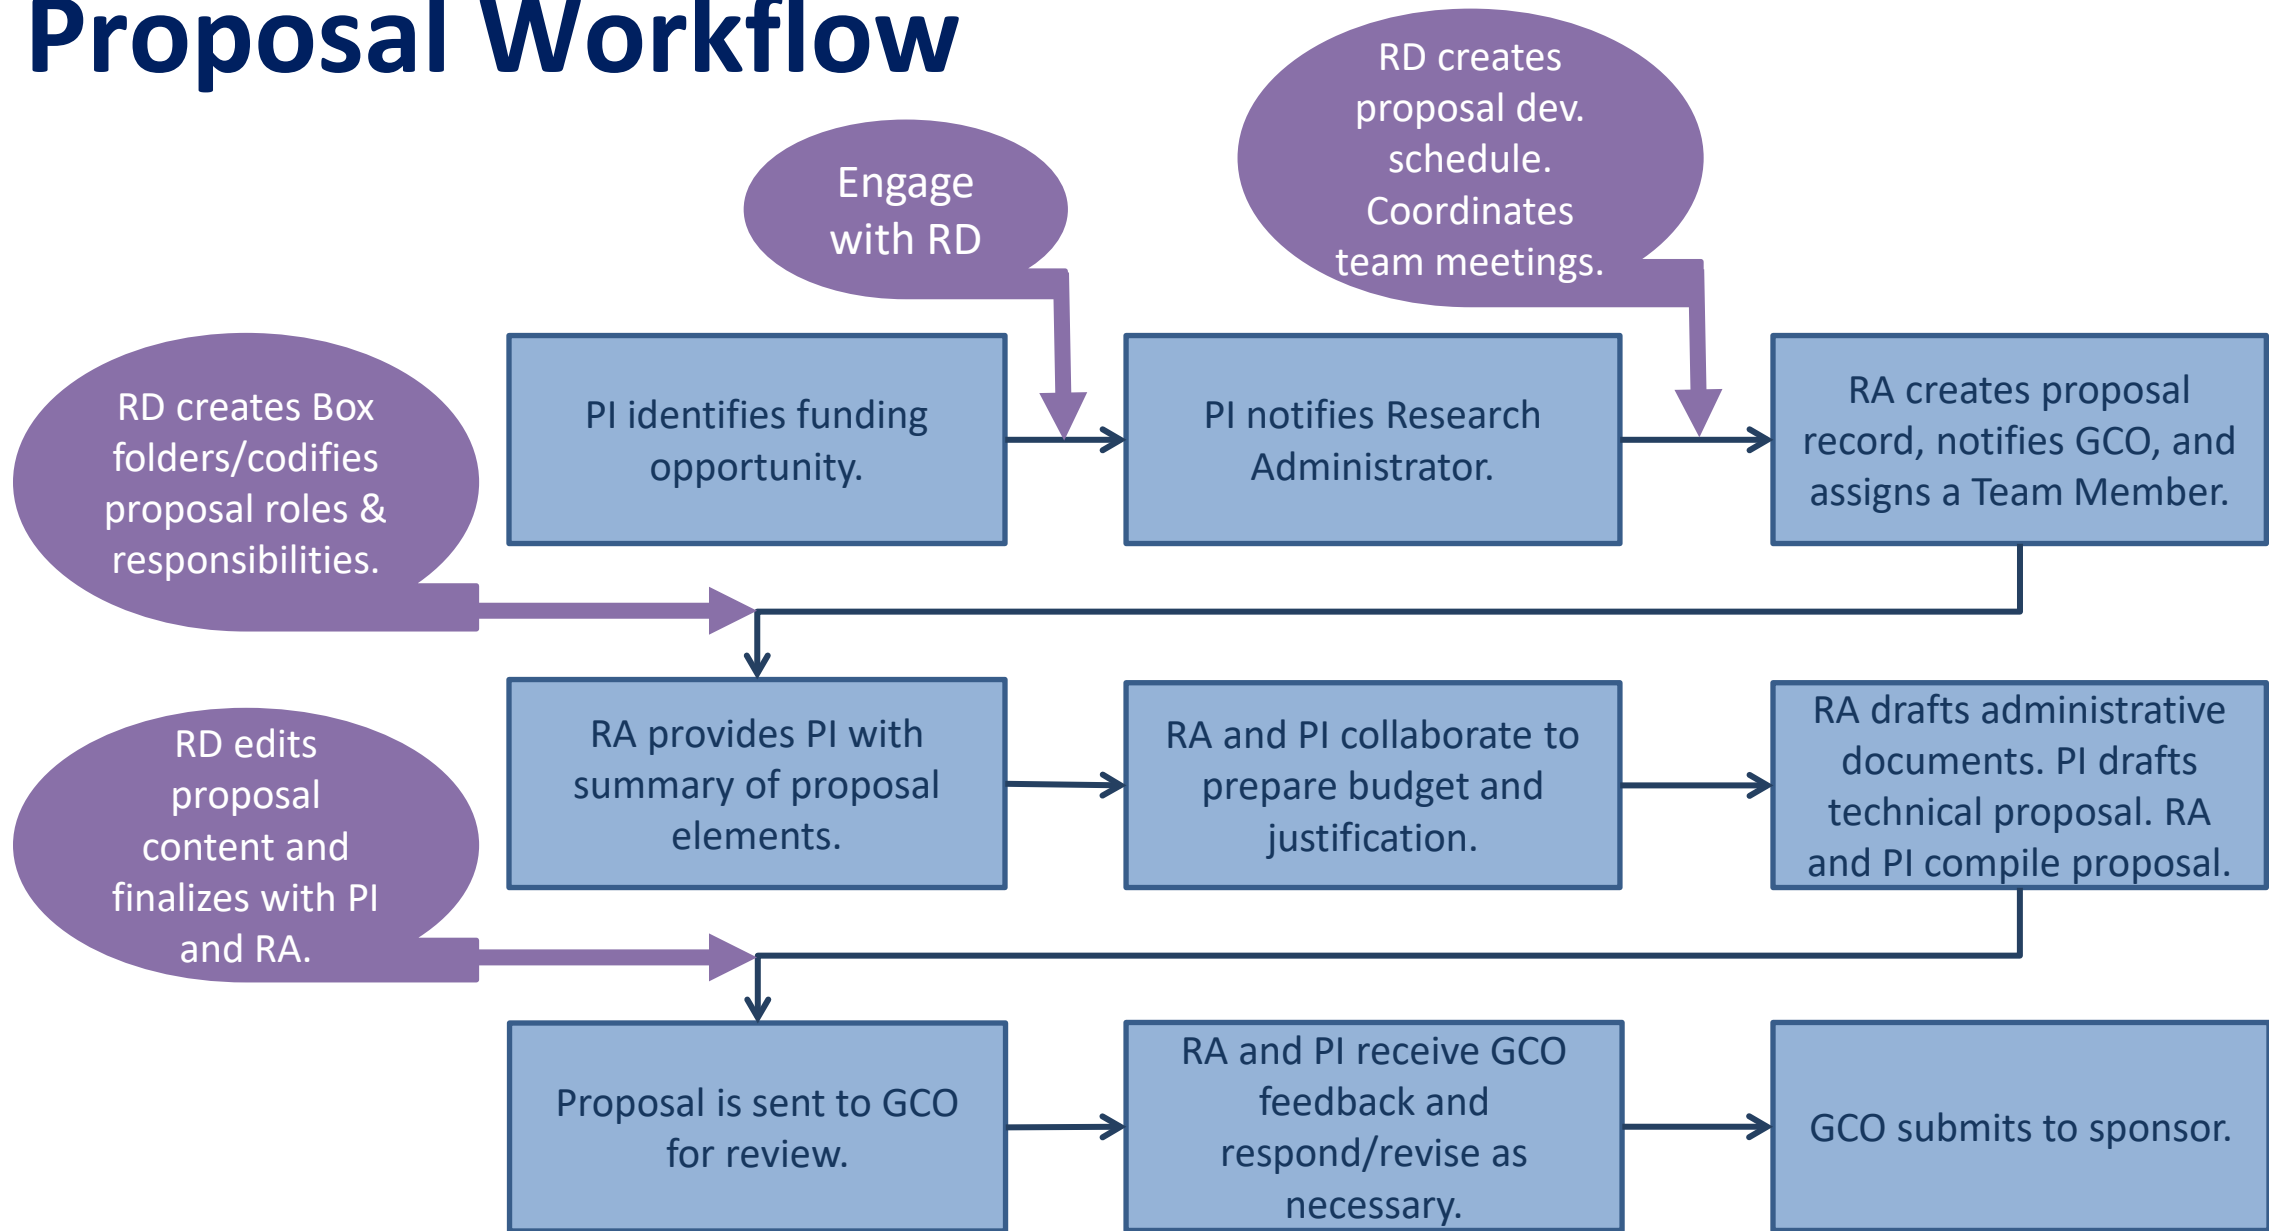 Proposal Workflow
RD creates
proposal dev.
schedule.
Coordinates
team meetings.
Engage
with RD
RD creates Box
folders/codifies
proposal roles &
responsibilities.
PI identifies funding
opportunity.
PI notifies Research
Administrator.
RA creates proposal
record, notifies GCO, and
assigns a Team Member.
RD edits
proposal
content and
finalizes with PI
and RA.
RA provides PI with
summary of proposal
elements.
RA and PI collaborate to
prepare budget and
justification.
RA drafts administrative
documents. PI drafts
technical proposal. RA
and PI compile proposal.
Proposal is sent to GCO
for review.
RA and PI receive GCO
feedback and
respond/revise as
necessary.
GCO submits to sponsor.